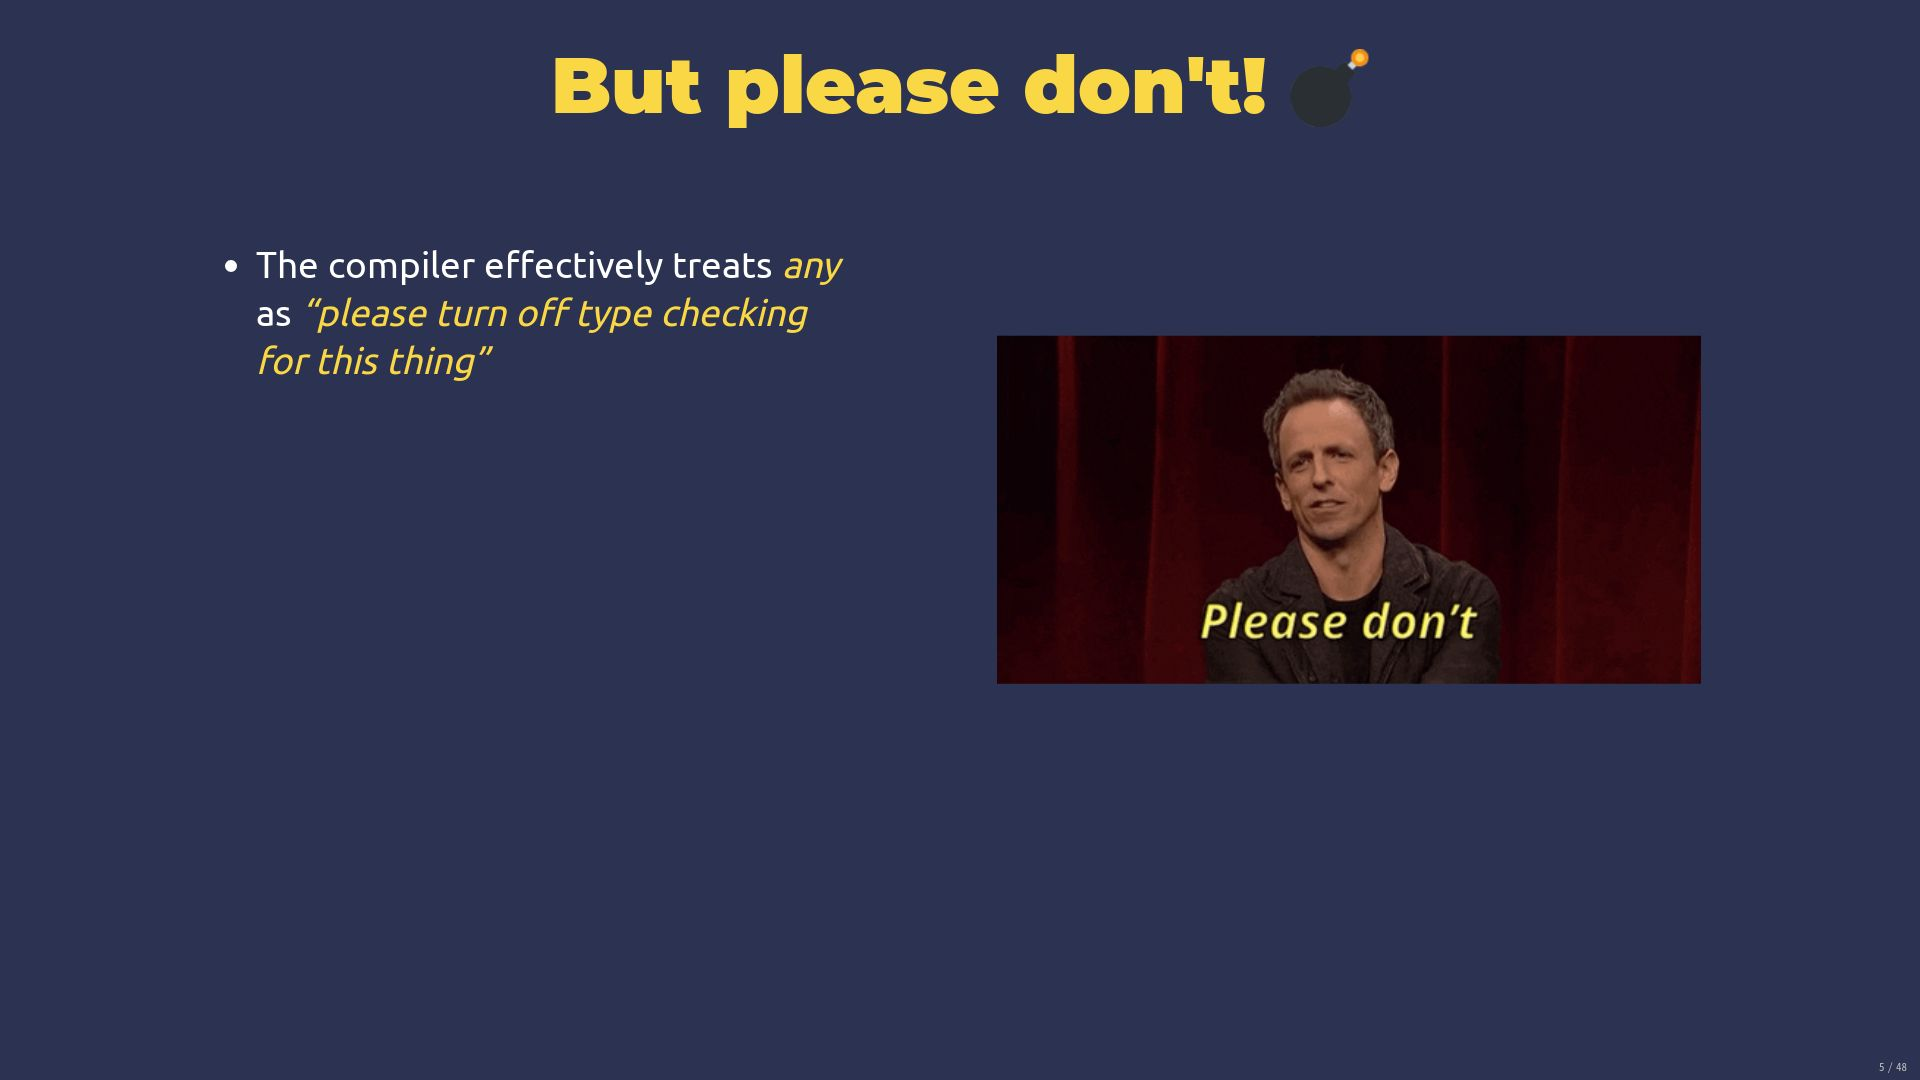 But please don't! 💣
• The compiler effectively treats any
as “please turn off type checking
for this thing”
Please don’t
5 / 48